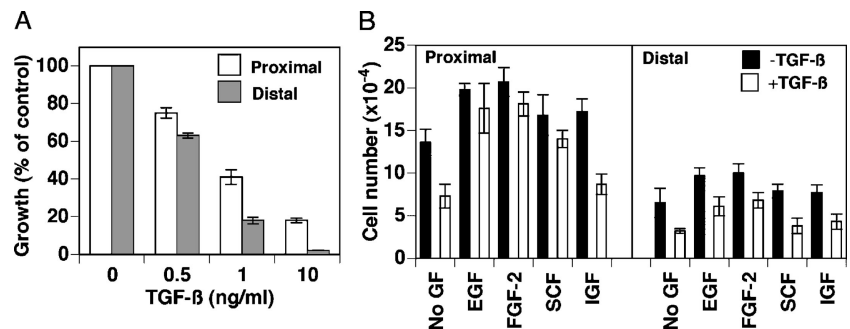 A
Growth (% of control)
100
80
60
40
20
0
Proximal
Distal
0 0.5 1 10
TGF-ß (ng/ml)
B
Cell number (x10-4)
25
20
15
10
5
0
Proximal
Distal
-TGF-ß
+TGF-ß
No GF
EGF
FGF-2
SCF
IGF
No GF
EGF
FGF-2
SCF
IGF